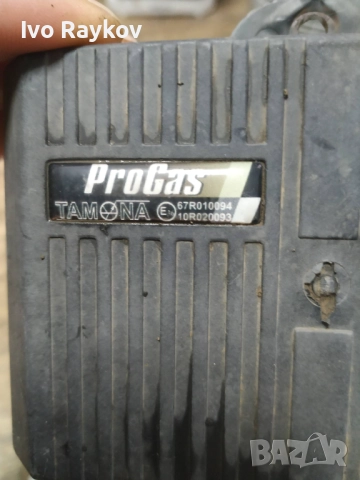 Ivo Raykov
ProGas
TAMONA E 67R010094
10R020093
BAZAR